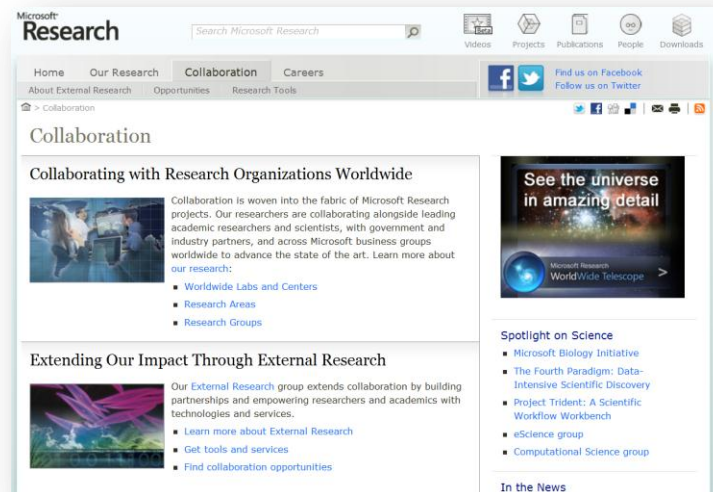 Microsoft®
Research
Search Microsoft Research
Beta
Videos
Projects
Publications
People
Downloads
Home
Our Research
Collaboration
Careers
Find us on Facebook
Follow us on Twitter
About External Research
Opportunities
Research Tools
> Collaboration
Collaboration
Collaborating with Research Organizations Worldwide
Collaboration is woven into the fabric of Microsoft Research
projects. Our researchers are collaborating alongside leading
academic researchers and scientists, with government and
industry partners, and across Microsoft business groups
worldwide to advance the state of the art. Learn more about
our research:
Worldwide Labs and Centers
Research Areas
Research Groups
Extending Our Impact Through External Research
Our External Research group extends collaboration by building
partnerships and empowering researchers and academics with
technologies and services.
Learn more about External Research
Get tools and services
Find collaboration opportunities
See the universe
in amazing detail
Microsoft Research
WorldWide Telescope >
Spotlight on Science
Microsoft Biology Initiative
The Fourth Paradigm: Data-
Intensive Scientific Discovery
Project Trident: A Scientific
Workflow Workbench
eScience group
Computational Science group
In the News